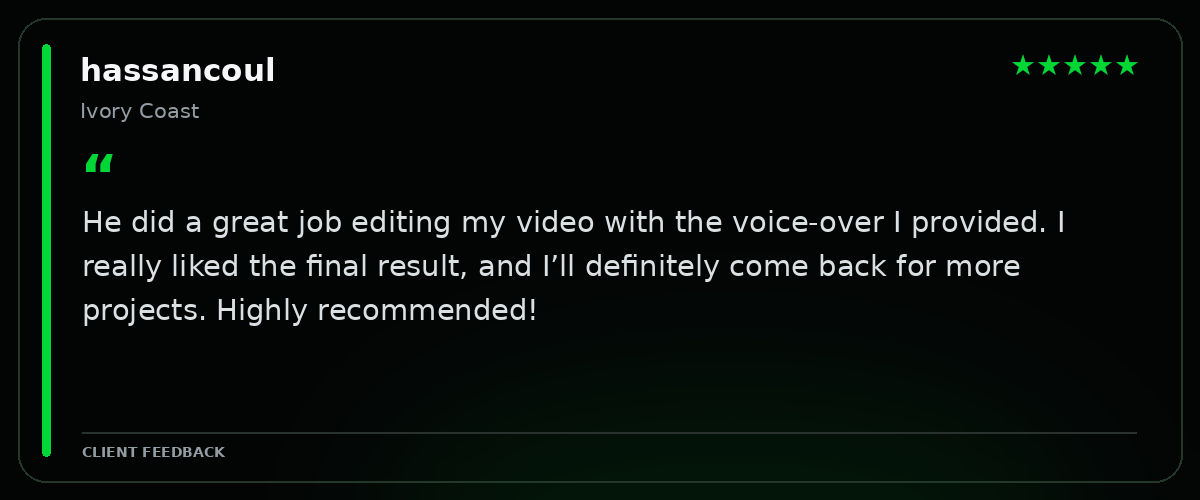 hassancoul
★★★★★
Ivory Coast
“
He did a great job editing my video with the voice-over I provided. I
really liked the final result, and I’ll definitely come back for more
projects. Highly recommended!
CLIENT FEEDBACK